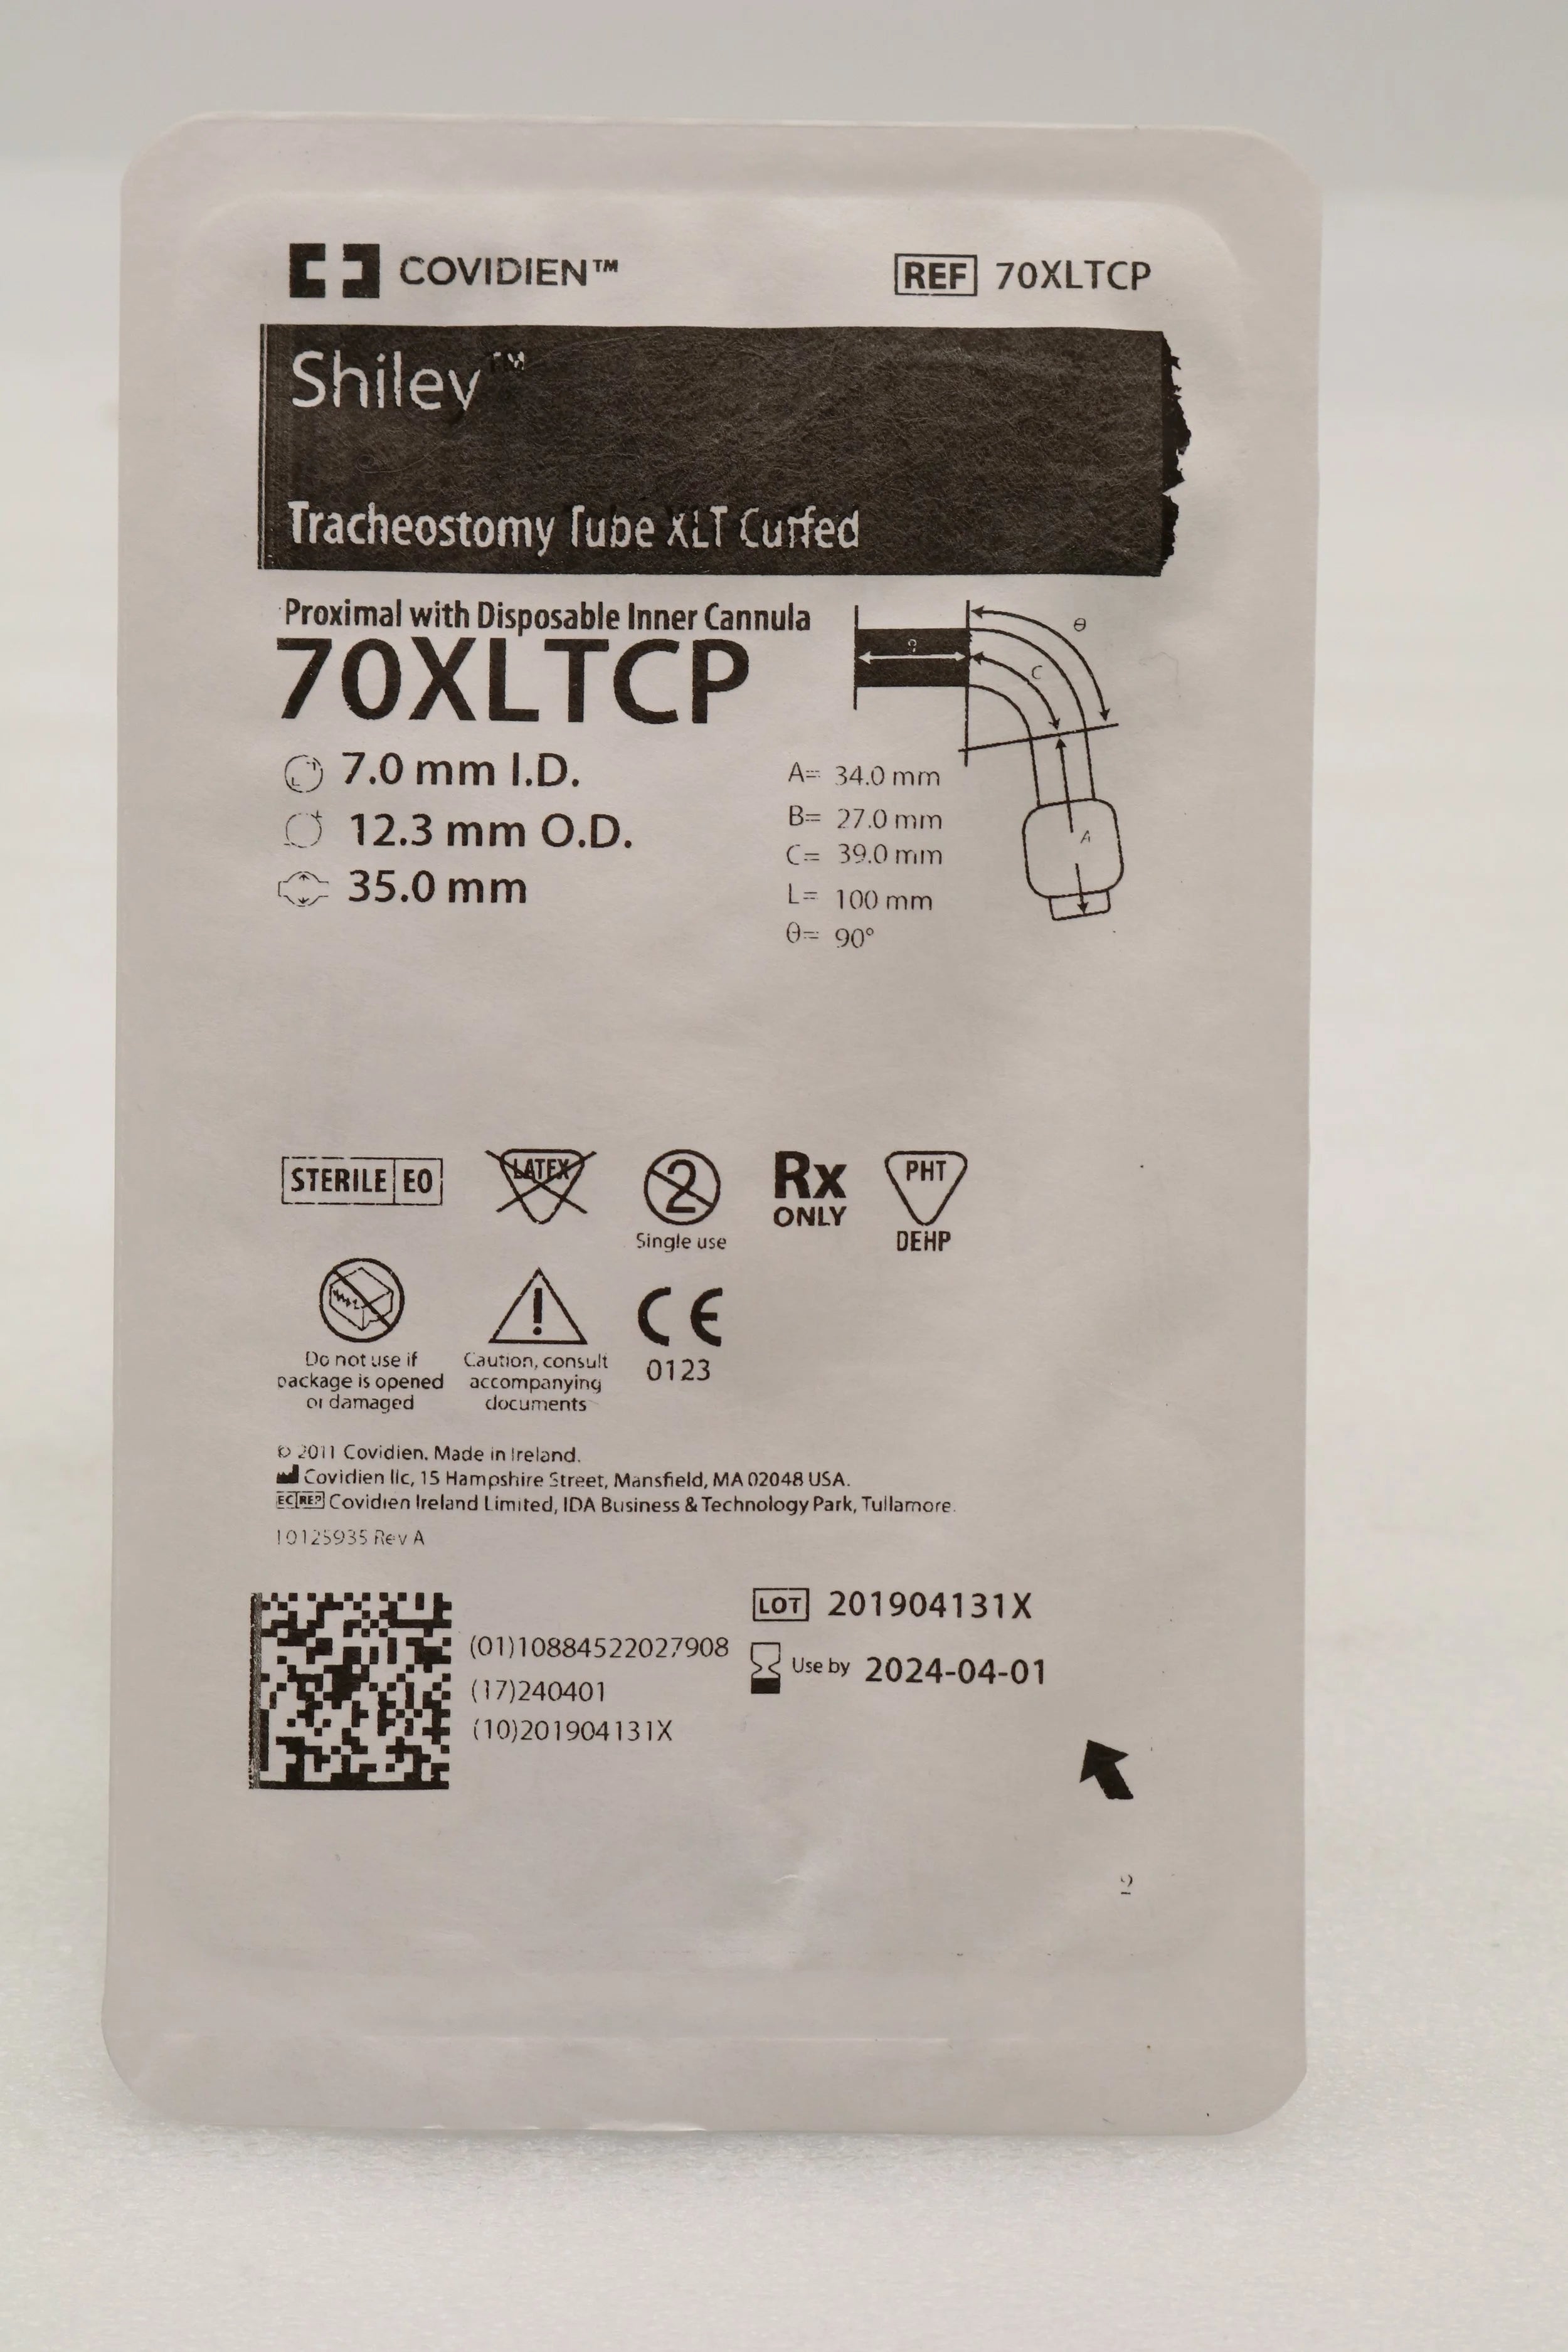 COVIDIEN™
REF 70XLTCP
Shiley™
Tracheostomy Tube XLT Cuffed
Proximal with Disposable Inner Cannula
70XLTCP
7.0 mm I.D.
12.3 mm O.D.
35.0 mm
θ
C
A
A= 34.0 mm
B= 27.0 mm
C= 39.0 mm
L= 100 mm
θ= 90°
STERILE EO
LATEX
2
Single use
Rx
ONLY
PHT
DEHP
Do not use if
package is opened
or damaged
Caution, consult
accompanying
documents
CE
0123
© 2011 Covidien. Made in Ireland.
Covidien llc, 15 Hampshire Street, Mansfield, MA 02048 USA.
EC REP Covidien Ireland Limited, IDA Business & Technology Park, Tullamore.
10125935 Rev A
(01)10884522027908
(17)240401
(10)201904131X
LOT 201904131X
Use by 2024-04-01